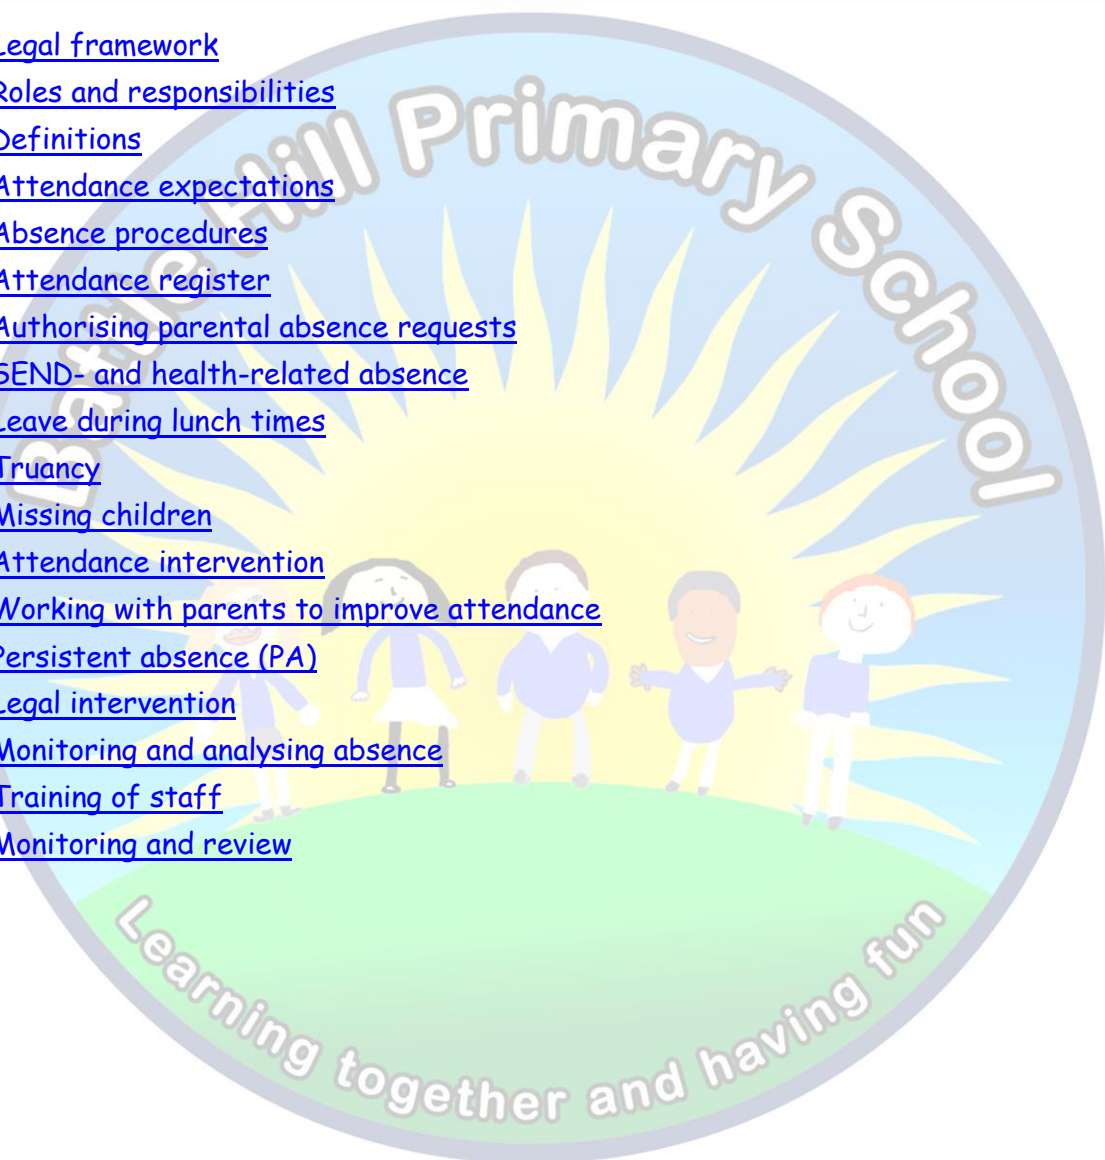 Legal framework
Roles and responsibilities
Definitions
Attendance expectations
Absence procedures
Attendance register
Authorising parental absence requests
SEND- and health-related absence
Leave during lunch times
Truancy
Missing children
Attendance intervention
Working with parents to improve attendance
Persistent absence (PA)
Legal intervention
Monitoring and analysing absence
Training of staff
Monitoring and review
Battle Hill Primary School
Learning together and having fun